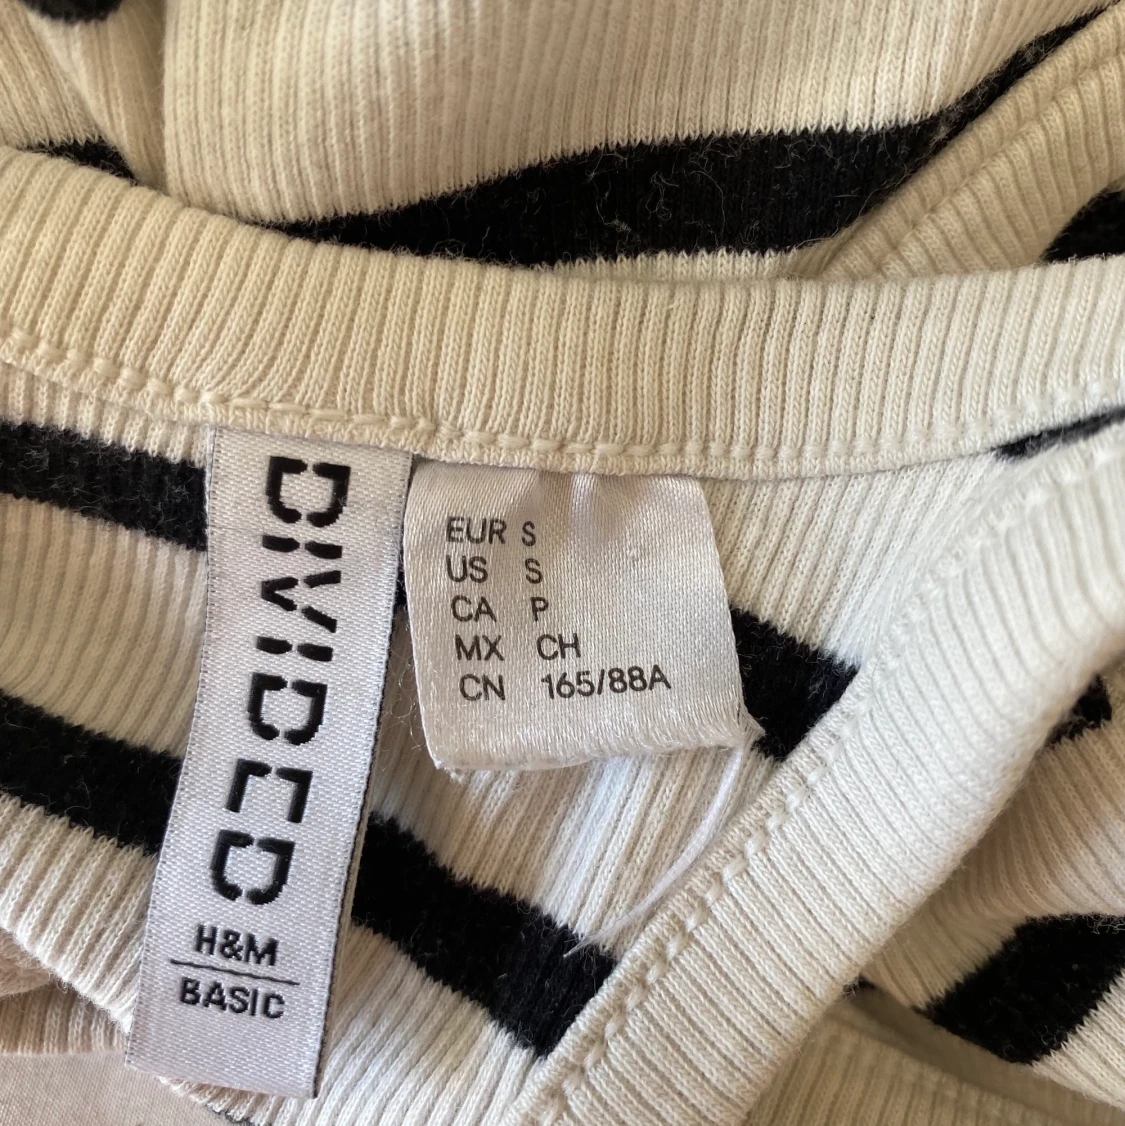 DIVIDED
H&M
BASIC
EUR S
US S
CA P
MX CH
CN 165/88A